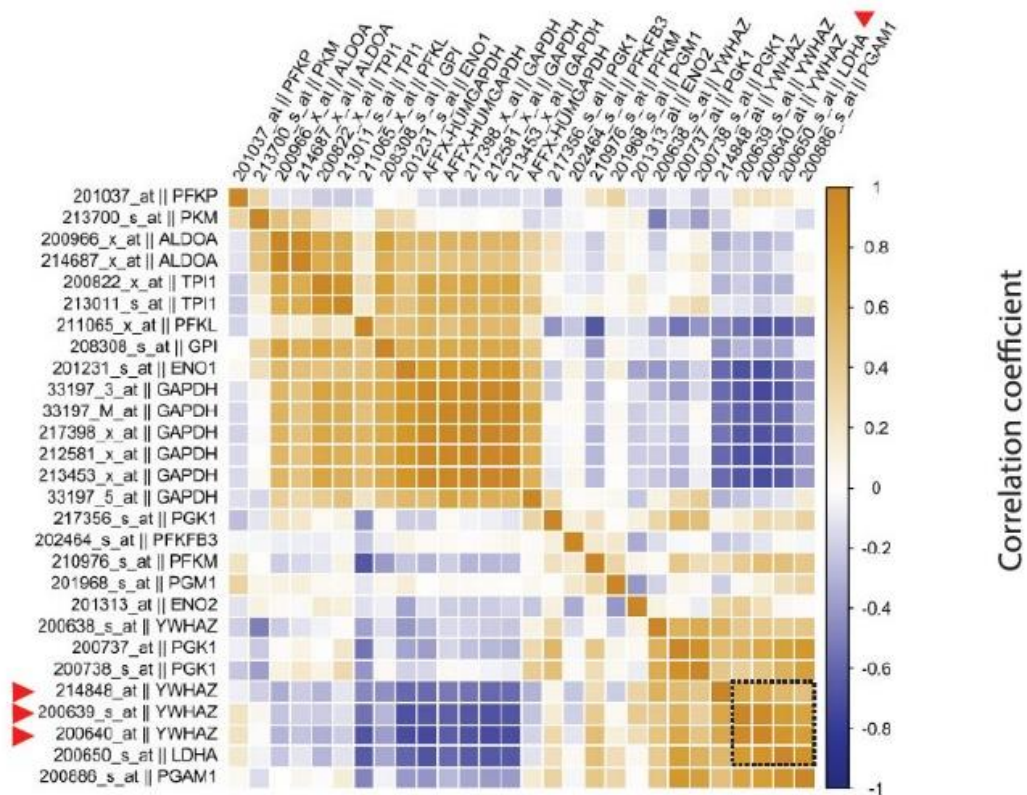 201037_at || PFKP
213700_s_at || PKM
200966_x_at || ALDOA
214687_x_at || ALDOA
200822_x_at || TPI1
213011_s_at || TPI1
211065_x_at || PFKL
208308_s_at || GPI
201231_s_at || ENO1
AFFX-HUMGAPDH
AFFX-HUMGAPDH
217398_x_at || GAPDH
212581_x_at || GAPDH
213453_x_at || GAPDH
AFFX-HUMGAPDH
217356_s_at || PGK1
202464_s_at || PFKFB3
210976_s_at || PFKM
201968_s_at || PGM1
201313_at || ENO2
200638_s_at || YWHAZ
200737_at || PGK1
200738_s_at || PGK1
214848_at || YWHAZ
200639_s_at || YWHAZ
200640_at || YWHAZ
200650_s_at || LDHA
200886_s_at || PGAM1
201037_at || PFKP
213700_s_at || PKM
200966_x_at || ALDOA
214687_x_at || ALDOA
200822_x_at || TPI1
213011_s_at || TPI1
211065_x_at || PFKL
208308_s_at || GPI
201231_s_at || ENO1
33197_3_at || GAPDH
33197_M_at || GAPDH
217398_x_at || GAPDH
212581_x_at || GAPDH
213453_x_at || GAPDH
33197_5_at || GAPDH
217356_s_at || PGK1
202464_s_at || PFKFB3
210976_s_at || PFKM
201968_s_at || PGM1
201313_at || ENO2
200638_s_at || YWHAZ
200737_at || PGK1
200738_s_at || PGK1
214848_at || YWHAZ
200639_s_at || YWHAZ
200640_at || YWHAZ
200650_s_at || LDHA
200886_s_at || PGAM1
1
0.8
0.6
0.4
0.2
0
-0.2
-0.4
-0.6
-0.8
-1
Correlation coefficient